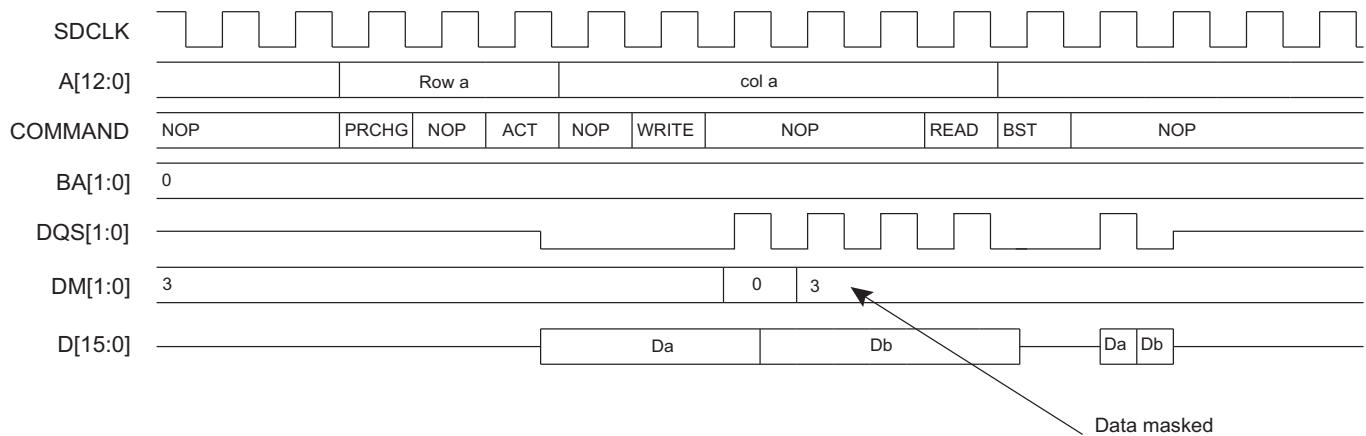 SDCLK
A[12:0] Row a col a
COMMAND NOP PRCHG NOP ACT NOP WRITE NOP READ BST NOP
BA[1:0] 0
DQS[1:0]
DM[1:0] 3 0 3
D[15:0] Da Db Da Db
Data masked